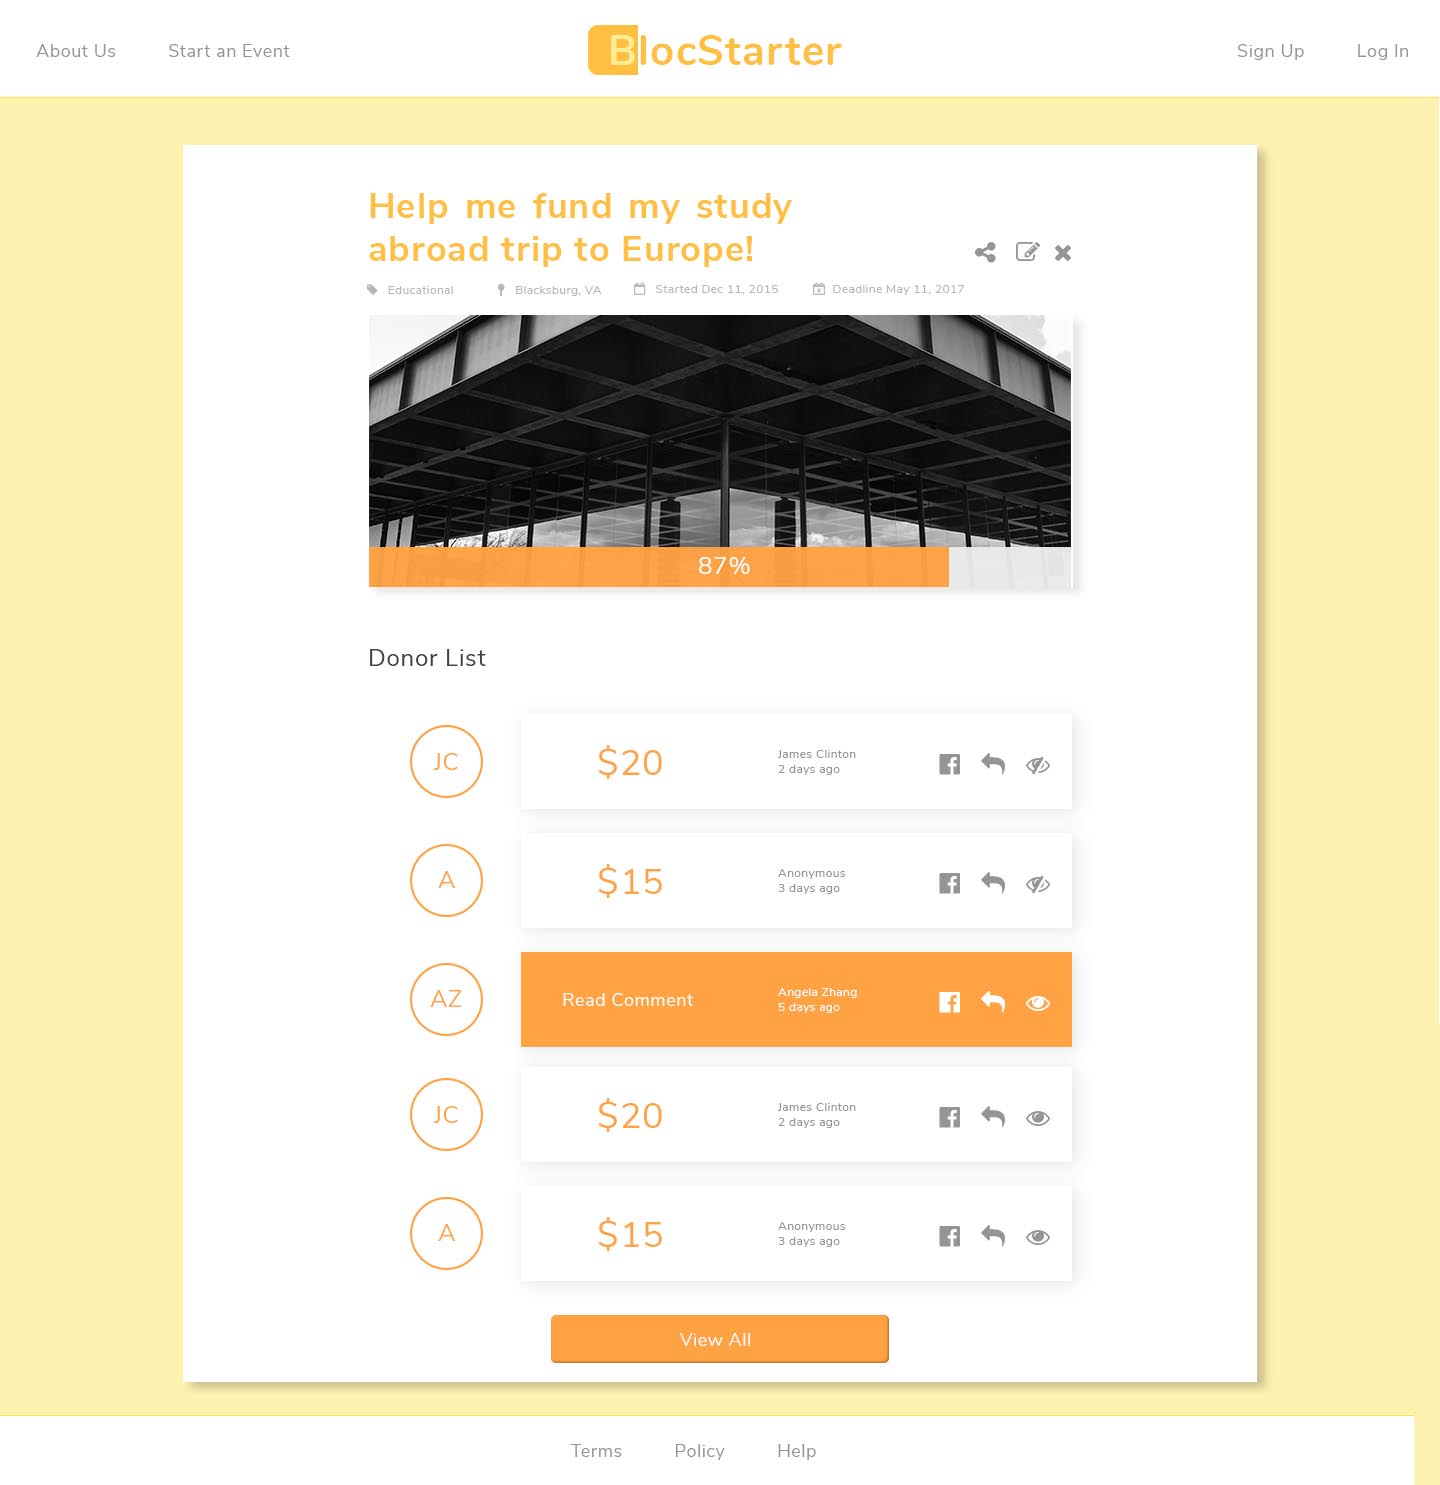 About Us
Start an Event
BlocStarter
Sign Up
Log In
Help me fund my study
abroad trip to Europe!
Educational
Blacksburg, VA
Started Dec 11, 2015
Deadline May 11, 2017
87%
Donor List
JC
$20
James Clinton
2 days ago
A
$15
Anonymous
3 days ago
AZ
Read Comment
Angela Zhang
5 days ago
JC
$20
James Clinton
2 days ago
A
$15
Anonymous
3 days ago
View All
Terms
Policy
Help